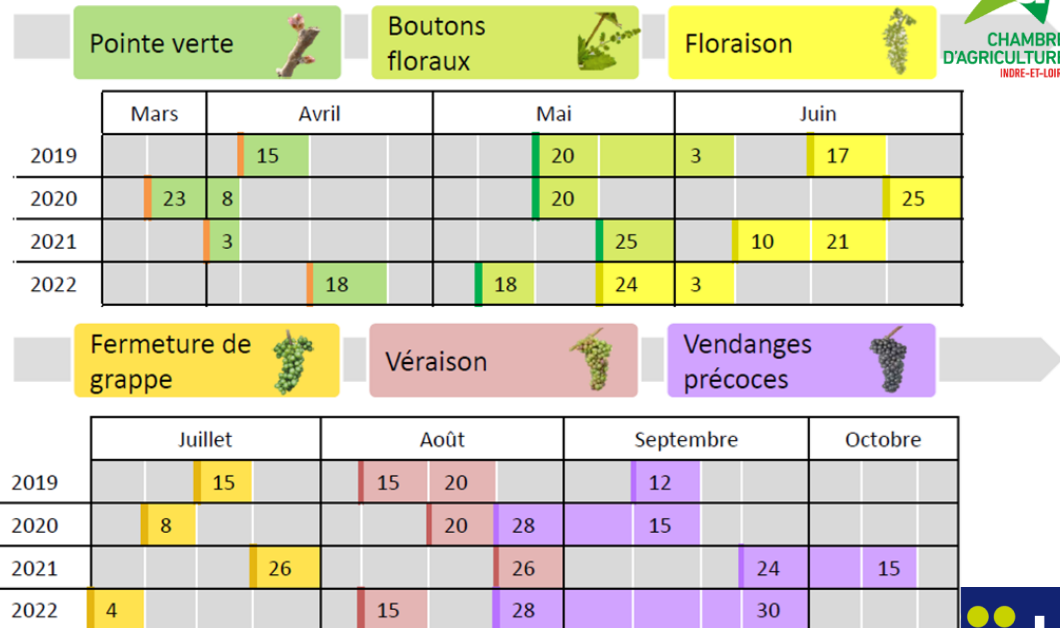 Pointe verte
Boutons
floraux
Floraison
CHAMBRE
D'AGRICULTURE
INDRE-ET-LOIRE
Mars Avril Mai Juin
2019 15 20 3 17
2020 23 8 20 25
2021 3 25 10 21
2022 18 18 24 3
Fermeture de
grappe
Véraison
Vendanges
précoces
Juillet Août Septembre Octobre
2019 15 15 20 12
2020 8 20 28 15
2021 26 26 24 15
2022 4 15 28 30